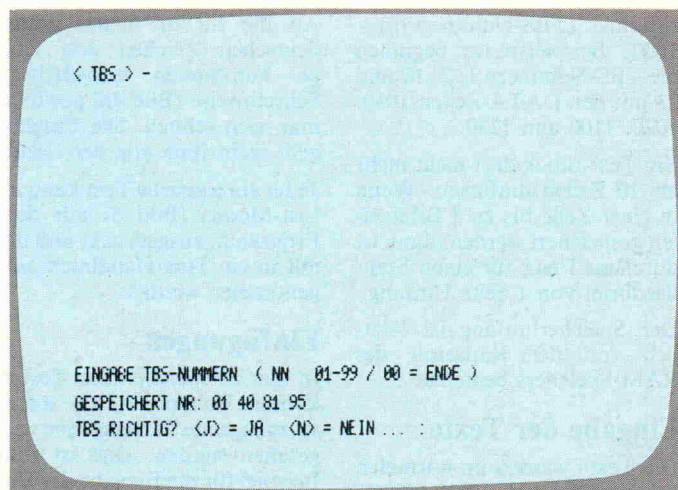 < TBS > -
EINGABE TBS-NUMMERN ( NN 01-99 / 00 = ENDE )
GESPEICHERT NR: 01 40 81 95
TBS RICHTIG? <J> = JA <N> = NEIN ... :